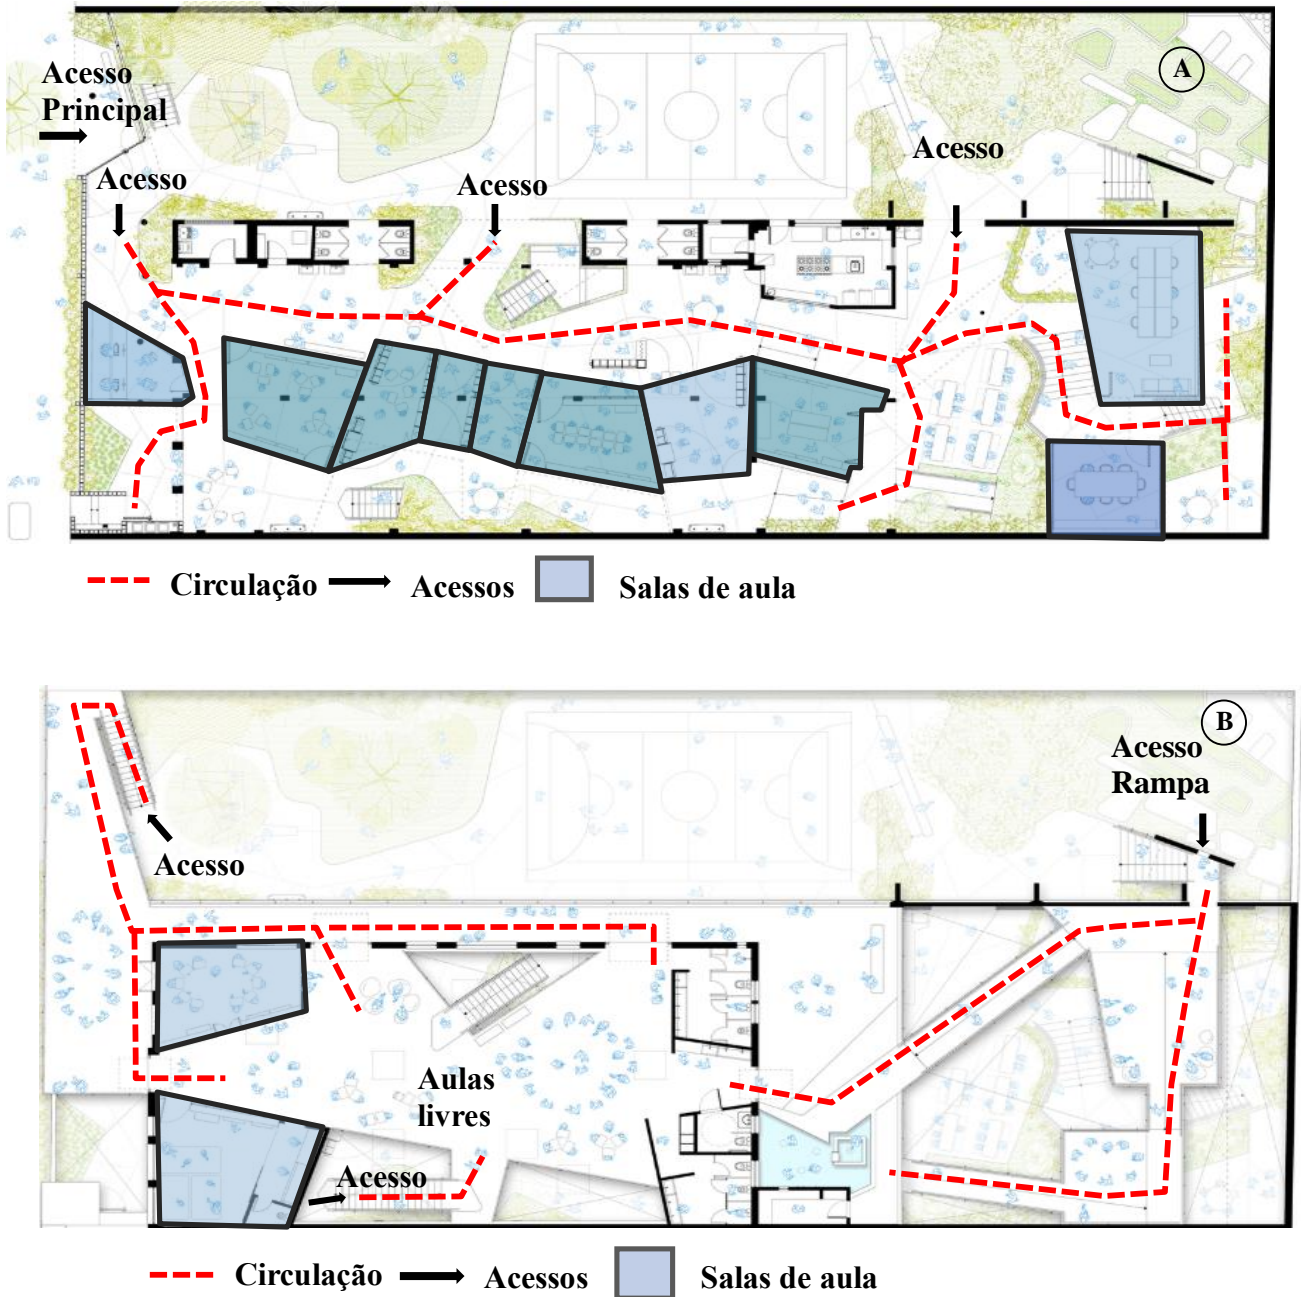 A
Acesso
Principal
Acesso
Acesso
Acesso
Circulação
Acessos
Salas de aula
B
Acesso
Rampa
Acesso
Aulas
livres
Acesso
Circulação
Acessos
Salas de aula